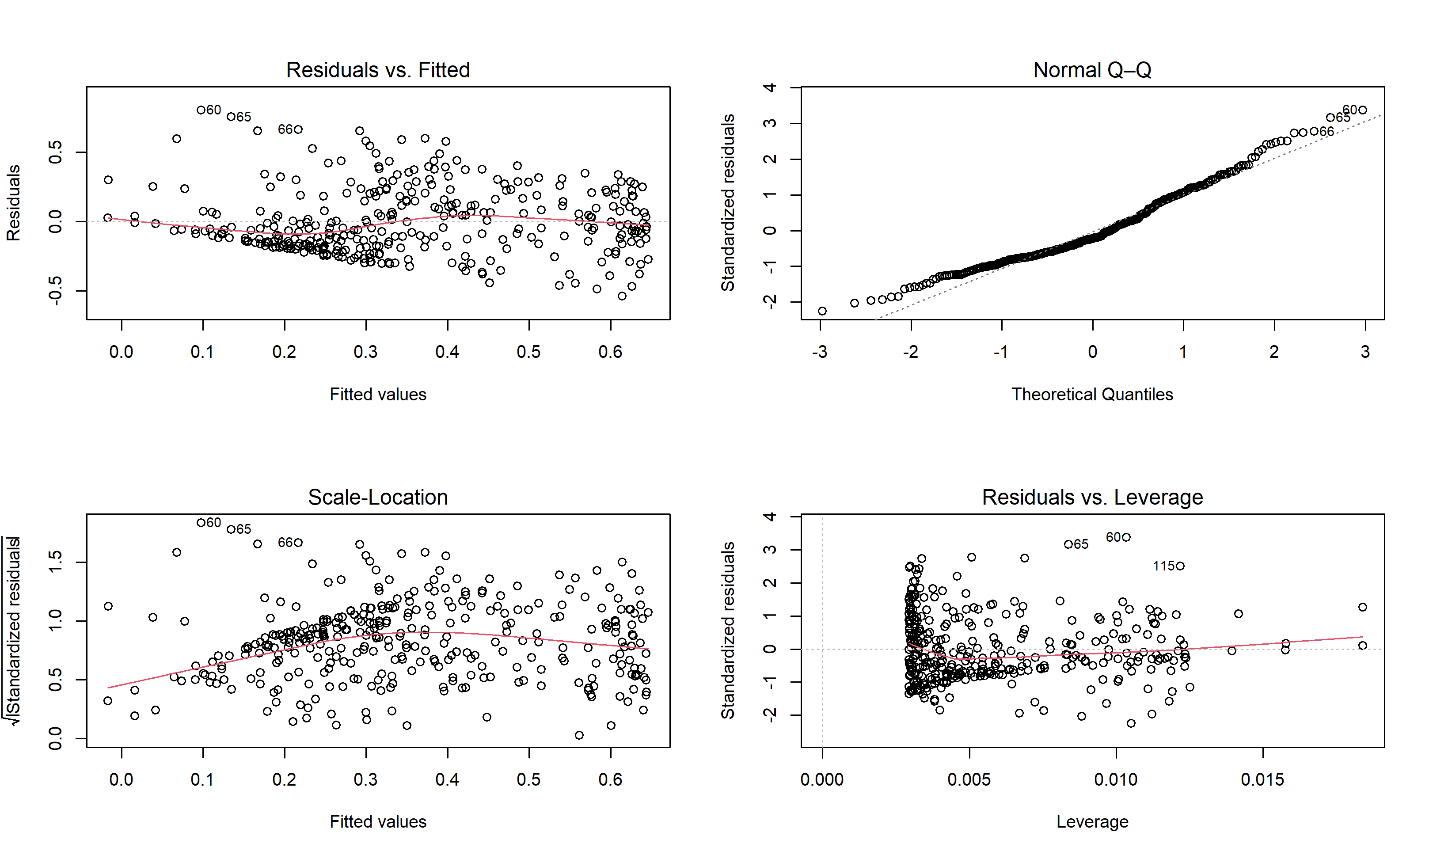 Residuals vs. Fitted
60
65
66
0.5
0.0
-0.5
Residuals
0.0 0.1 0.2 0.3 0.4 0.5 0.6
Fitted values
Normal Q–Q
60
65
66
4
3
2
1
0
-1
-2
Standardized residuals
-3 -2 -1 0 1 2 3
Theoretical Quantiles
Scale-Location
60
65
66
1.5
1.0
0.5
0.0
√|Standardized residuals|
0.0 0.1 0.2 0.3 0.4 0.5 0.6
Fitted values
Residuals vs. Leverage
60
65
115
4
3
2
1
0
-1
-2
Standardized residuals
0.000 0.005 0.010 0.015
Leverage